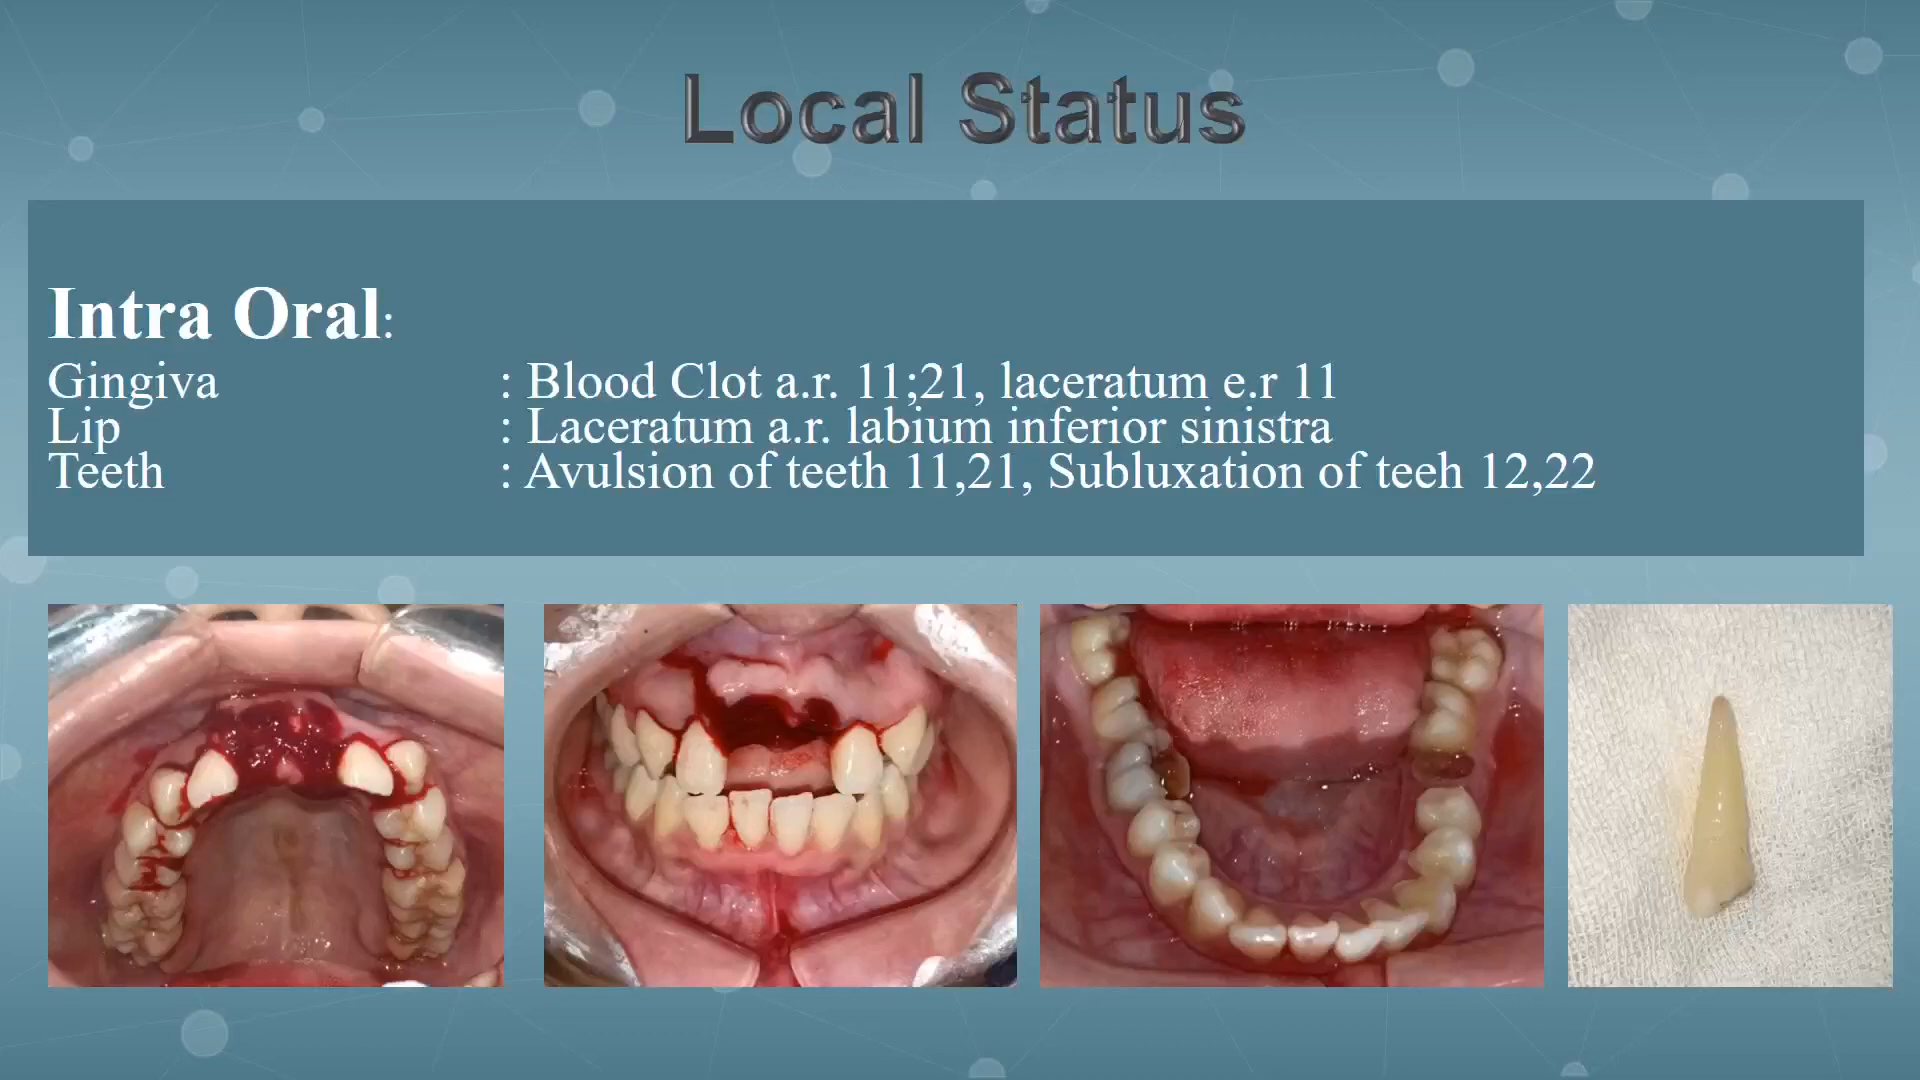 Local Status
Intra Oral:
Gingiva : Blood Clot a.r. 11;21, laceratum e.r 11
Lip : Laceratum a.r. labium inferior sinistra
Teeth : Avulsion of teeth 11,21, Subluxation of teeh 12,22